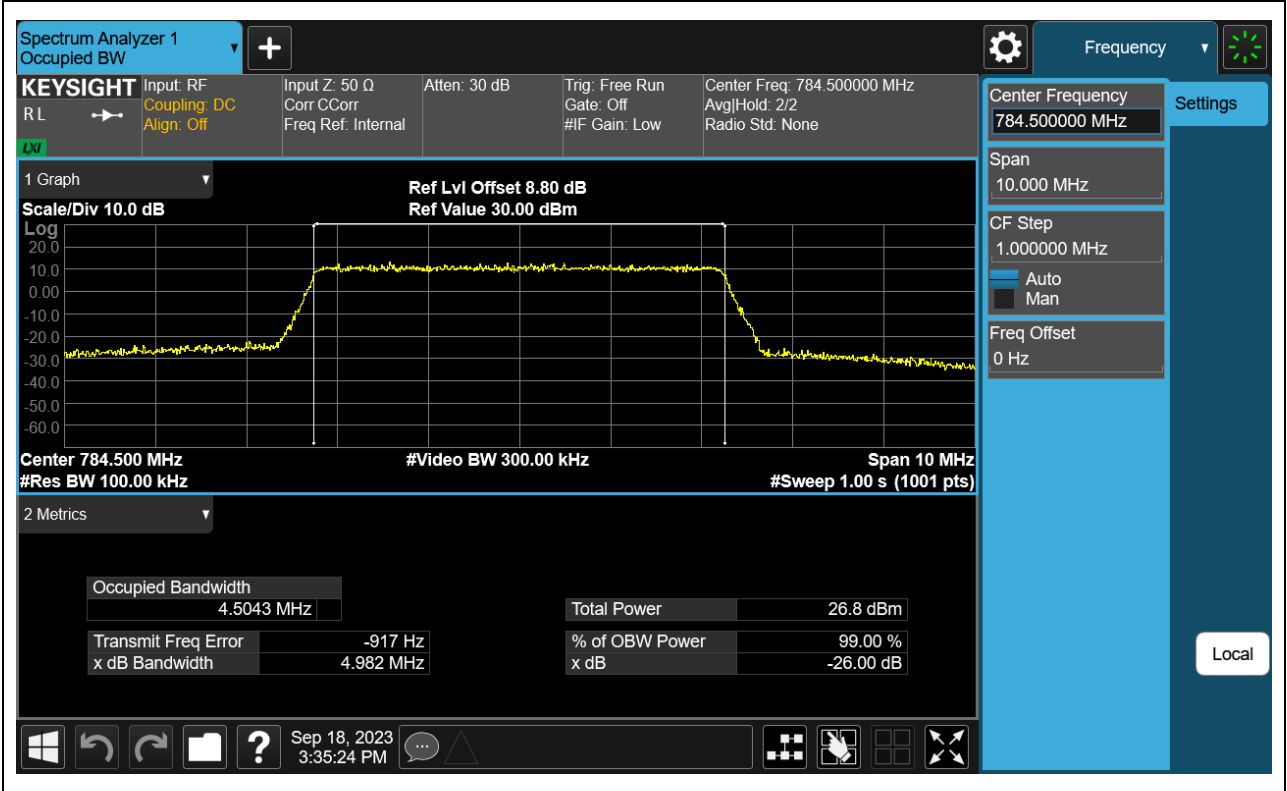 Spectrum Analyzer 1
Occupied BW
Frequency
KEYSIGHT
R L
LXI
Input: RF
Coupling: DC
Align: Off
Input Z: 50 Ω
Corr CCorr
Freq Ref: Internal
Atten: 30 dB
Trig: Free Run
Gate: Off
#IF Gain: Low
Center Freq: 784.500000 MHz
Avg|Hold: 2/2
Radio Std: None
Center Frequency
784.500000 MHz
Settings
Span
10.000 MHz
CF Step
1.000000 MHz
Auto
Man
Freq Offset
0 Hz
Local
1 Graph
Scale/Div 10.0 dB
Ref Lvl Offset 8.80 dB
Ref Value 30.00 dBm
Log
20.0
10.0
0.00
-10.0
-20.0
-30.0
-40.0
-50.0
-60.0
Center 784.500 MHz
#Video BW 300.00 kHz
Span 10 MHz
#Res BW 100.00 kHz
#Sweep 1.00 s (1001 pts)
2 Metrics
Occupied Bandwidth
4.5043 MHz
Total Power 26.8 dBm
Transmit Freq Error -917 Hz
% of OBW Power 99.00 %
x dB Bandwidth 4.982 MHz
x dB -26.00 dB
?
Sep 18, 2023
3:35:24 PM